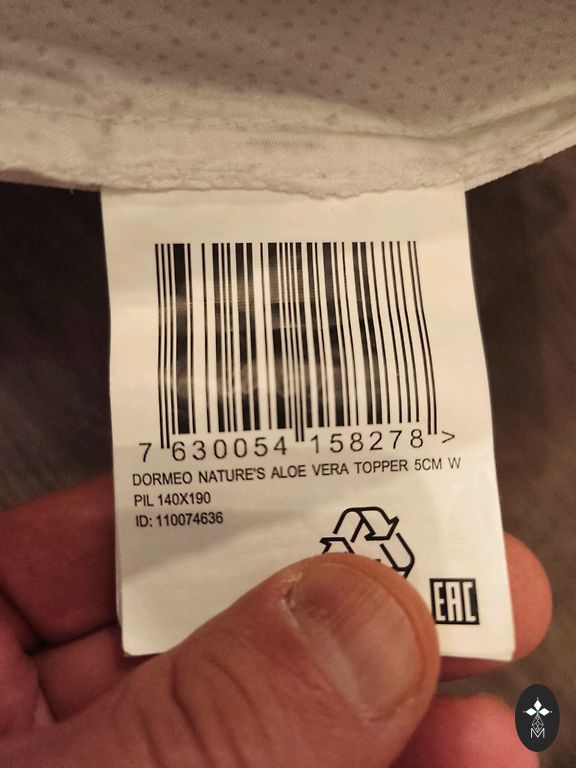 7 630054 158278 >
DORMEO NATURE'S ALOE VERA TOPPER 5CM W
PIL 140X190
ID: 110074636
EAC
M